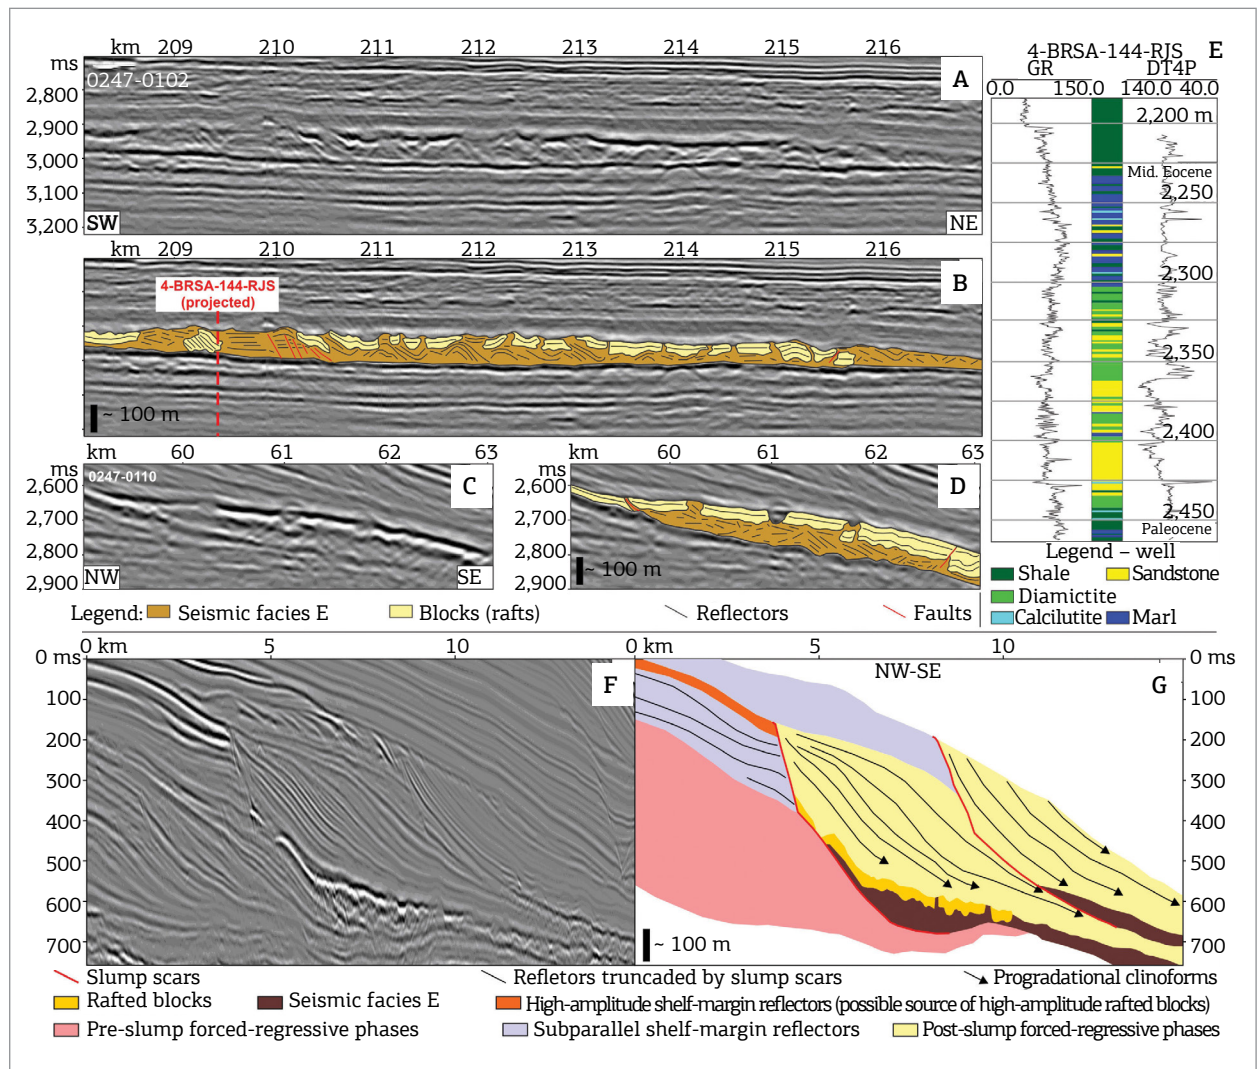 km 209 210 211 212 213 214 215 216
ms
0247-0102
A
2,800
2,900
3,000
3,100
3,200
SW
NE
km 209 210 211 212 213 214 215 216
4-BRSA-144-RJS
(projected)
B
~ 100 m
km 60 61 62 63
ms
0247-0110
C
2,600
2,700
2,800
2,900
NW
SE
km 60 61 62 63
ms
D
2,600
2,700
2,800
2,900
~ 100 m
4-BRSA-144-RJS E
GR DT4P
0.0 150.0 140.0 40.0
2,200 m
Mid. Eocene
2,250
2,300
2,550
2,400
2,450
Paleocene
Legend – well
Shale Sandstone
Diamictite
Calcilutite Marl
Legend: Seismic facies E Blocks (rafts) Reflectors Faults
0 km 5 10
0 ms
F
100
200
300
400
500
600
700
0 km 5 10
0 ms
NW-SE
G
100
200
300
400
500
600
700
~ 100 m
Slump scars Refletors truncaded by slump scars Progradational clinoforms
Rafted blocks Seismic facies E High-amplitude shelf-margin reflectors (possible source of high-amplitude rafted blocks)
Pre-slump forced-regressive phases Subparallel shelf-margin reflectors Post-slump forced-regressive phases